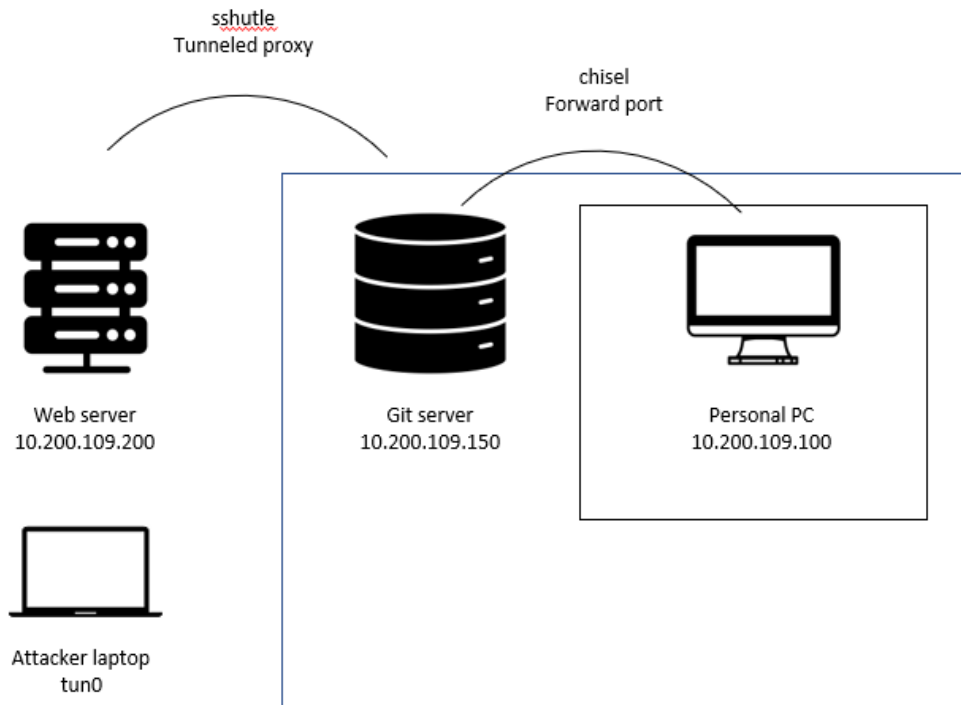 sshutle
Tunneled proxy
chisel
Forward port
Web server
10.200.109.200
Git server
10.200.109.150
Personal PC
10.200.109.100
Attacker laptop
tun0